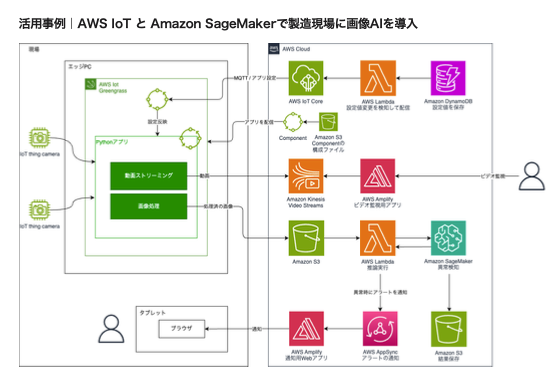 活用事例｜AWS IoT と Amazon SageMakerで製造現場に画像AIを導入
現場
エッジPC
AWS Iot
Greengrass
設定反映
Pythonアプリ
動画ストリーミング
画像処理
IoT thing camera
IoT thing camera
MQTT / アプリ設定
アプリを配信
動画
処理済の画像
AWS Cloud
AWS IoT Core
AWS Lambda
設定値変更を検知して配信
Amazon DynamoDB
設定値を保存
Component
Amazon S3
Componentの
構成ファイル
Amazon Kinesis
Video Streams
AWS Amplify
ビデオ監視用アプリ
ビデオ監視
Amazon S3
AWS Lambda
推論実行
Amazon SageMaker
異常検知
異常時にアラートを通知
タブレット
ブラウザ
通知
AWS Amplify
通知用Webアプリ
AWS AppSync
アラートの通知
Amazon S3
結果保存